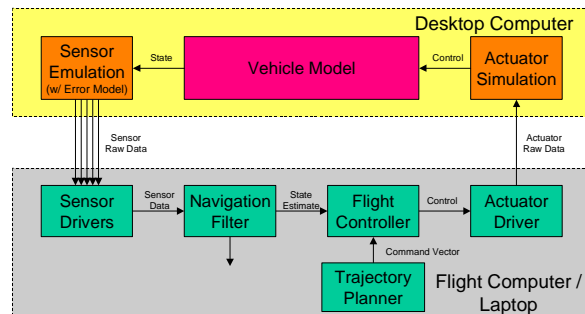 Desktop Computer
Sensor
Emulation
(w/ Error Model)
State
Vehicle Model
Control
Actuator
Simulation
Sensor
Raw Data
Actuator
Raw Data
Sensor
Drivers
Sensor
Data
Navigation
Filter
State
Estimate
Flight
Controller
Control
Actuator
Driver
Command Vector
Trajectory
Planner
Flight Computer /
Laptop